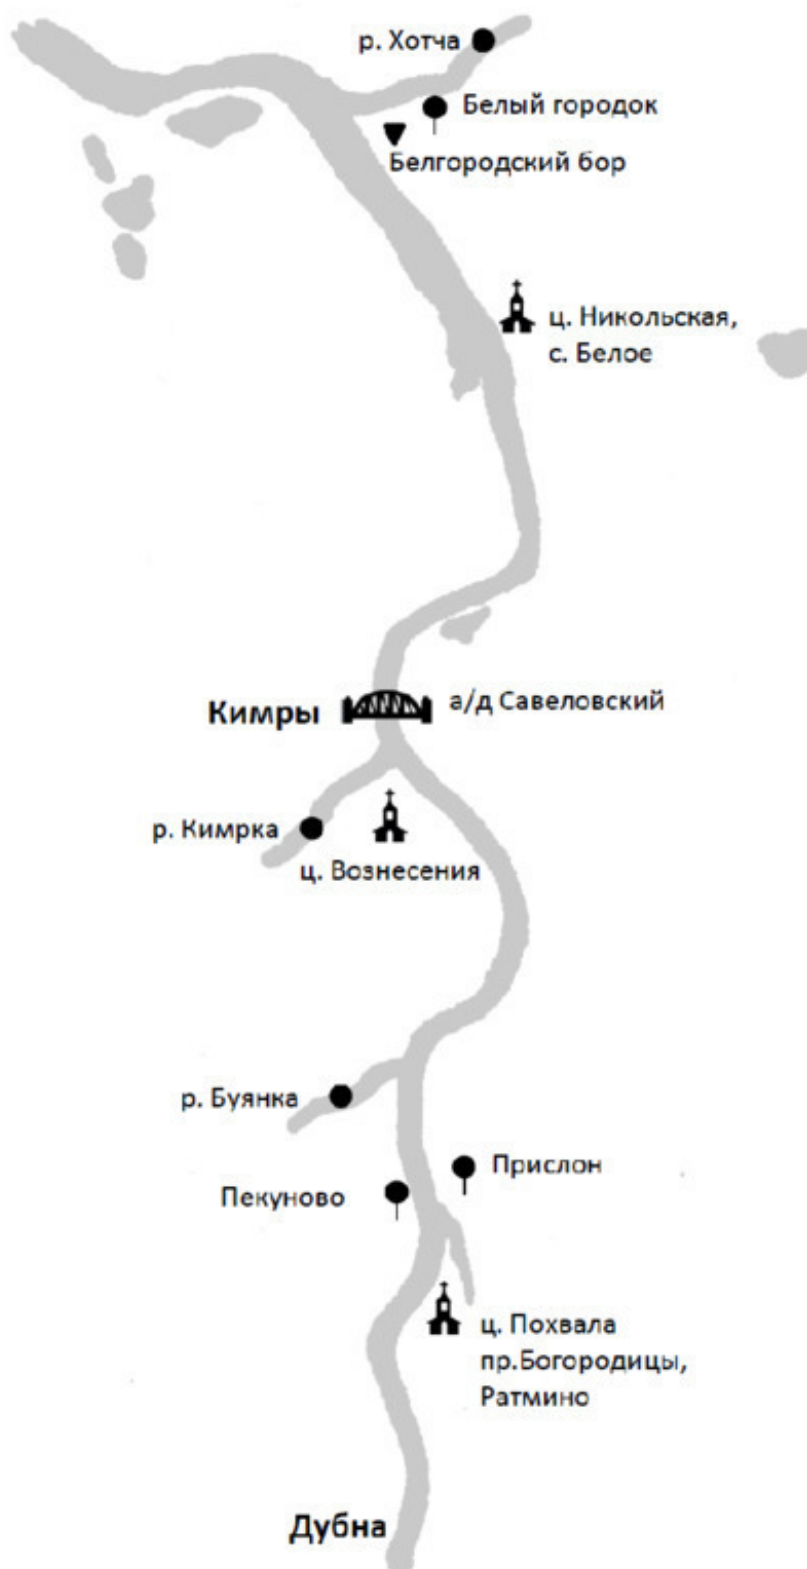 р. Хотча
Белый городок
Белгородский бор
ц. Никольская,
с. Белое
Кимры
а/д Савеловский
р. Кимрка
ц. Вознесения
р. Буянка
Прислон
Пекуново
ц. Похвала
пр.Богородицы,
Ратмино
Дубна